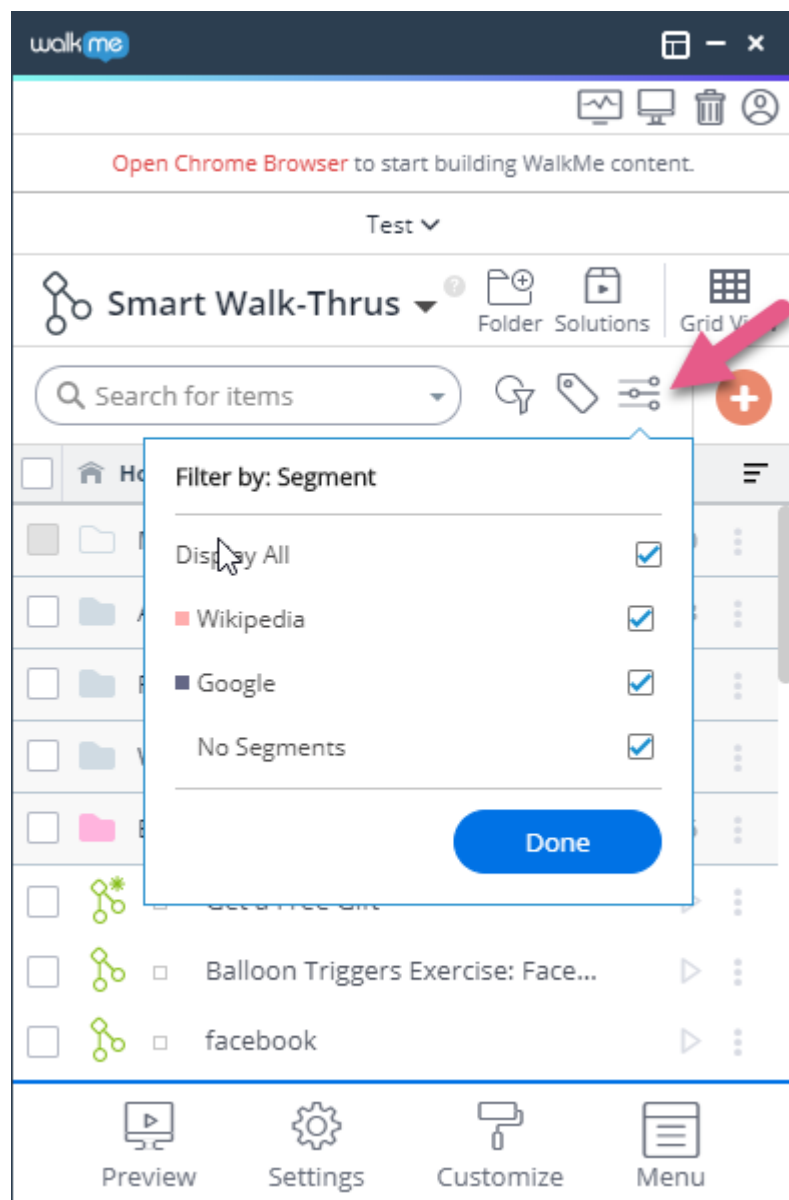 walkme
Open Chrome Browser to start building WalkMe content.
Test
Smart Walk-Thrus ?
Folder Solutions Grid
Search for items
Filter by: Segment
Display All
Wikipedia
Google
No Segments
Done
Balloon Triggers Exercise: Face...
facebook
Preview Settings Customize Menu